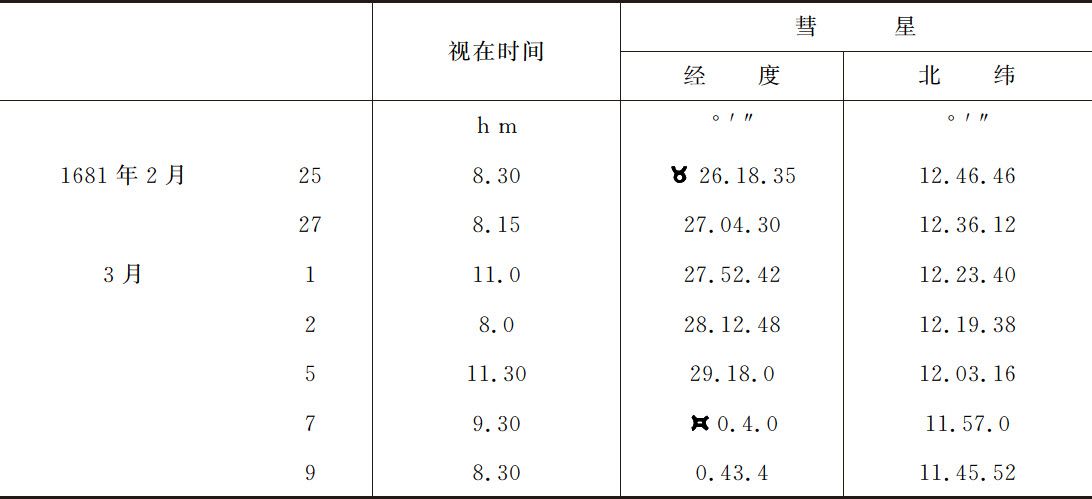 彗 星
视在时间
经 度 北 纬
h m ° ′ ″ ° ′ ″
1681 年 2 月 25 8.30 ♉ 26.18.35 12.46.46
27 8.15 27.04.30 12.36.12
3 月 1 11.0 27.52.42 12.23.40
2 8.0 28.12.48 12.19.38
5 11.30 29.18.0 12.03.16
7 9.30 ♊ 0.4.0 11.57.0
9 8.30 0.43.4 11.45.52